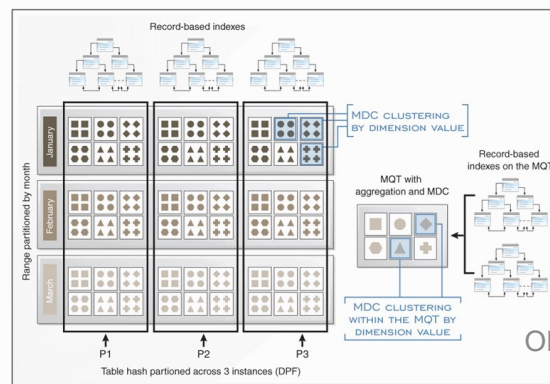 Record-based indexes
January
February
March
Range partitioned by month
MDC CLUSTERING
BY DIMENSION VALUE
MQT with
aggregation and MDC
Record-based
indexes on the MQT
MDC CLUSTERING
WITHIN THE MQT BY
DIMENSION VALUE
P1
P2
P3
Table hash partioned across 3 instances (DPF)